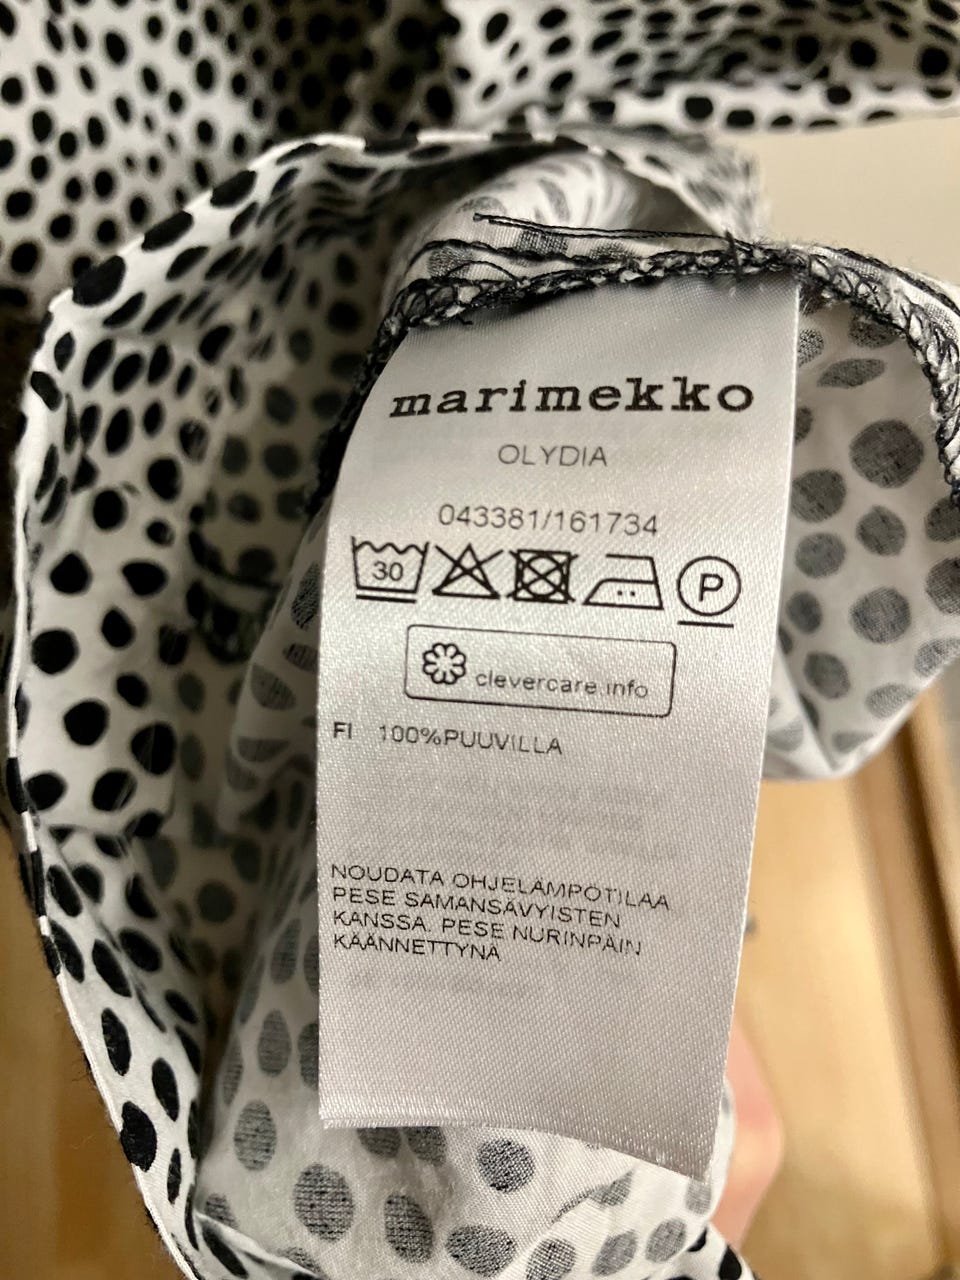 marimekko
OLYDIA
043381/161734
30
P
clevercare.info
FI 100%PUUVILLA
NOUDATA OHJELÄMPÖTILAA
PESE SAMANSÄVYISTEN
KANSSA. PESE NURINPÄIN
KÄÄNNETTYNÄ